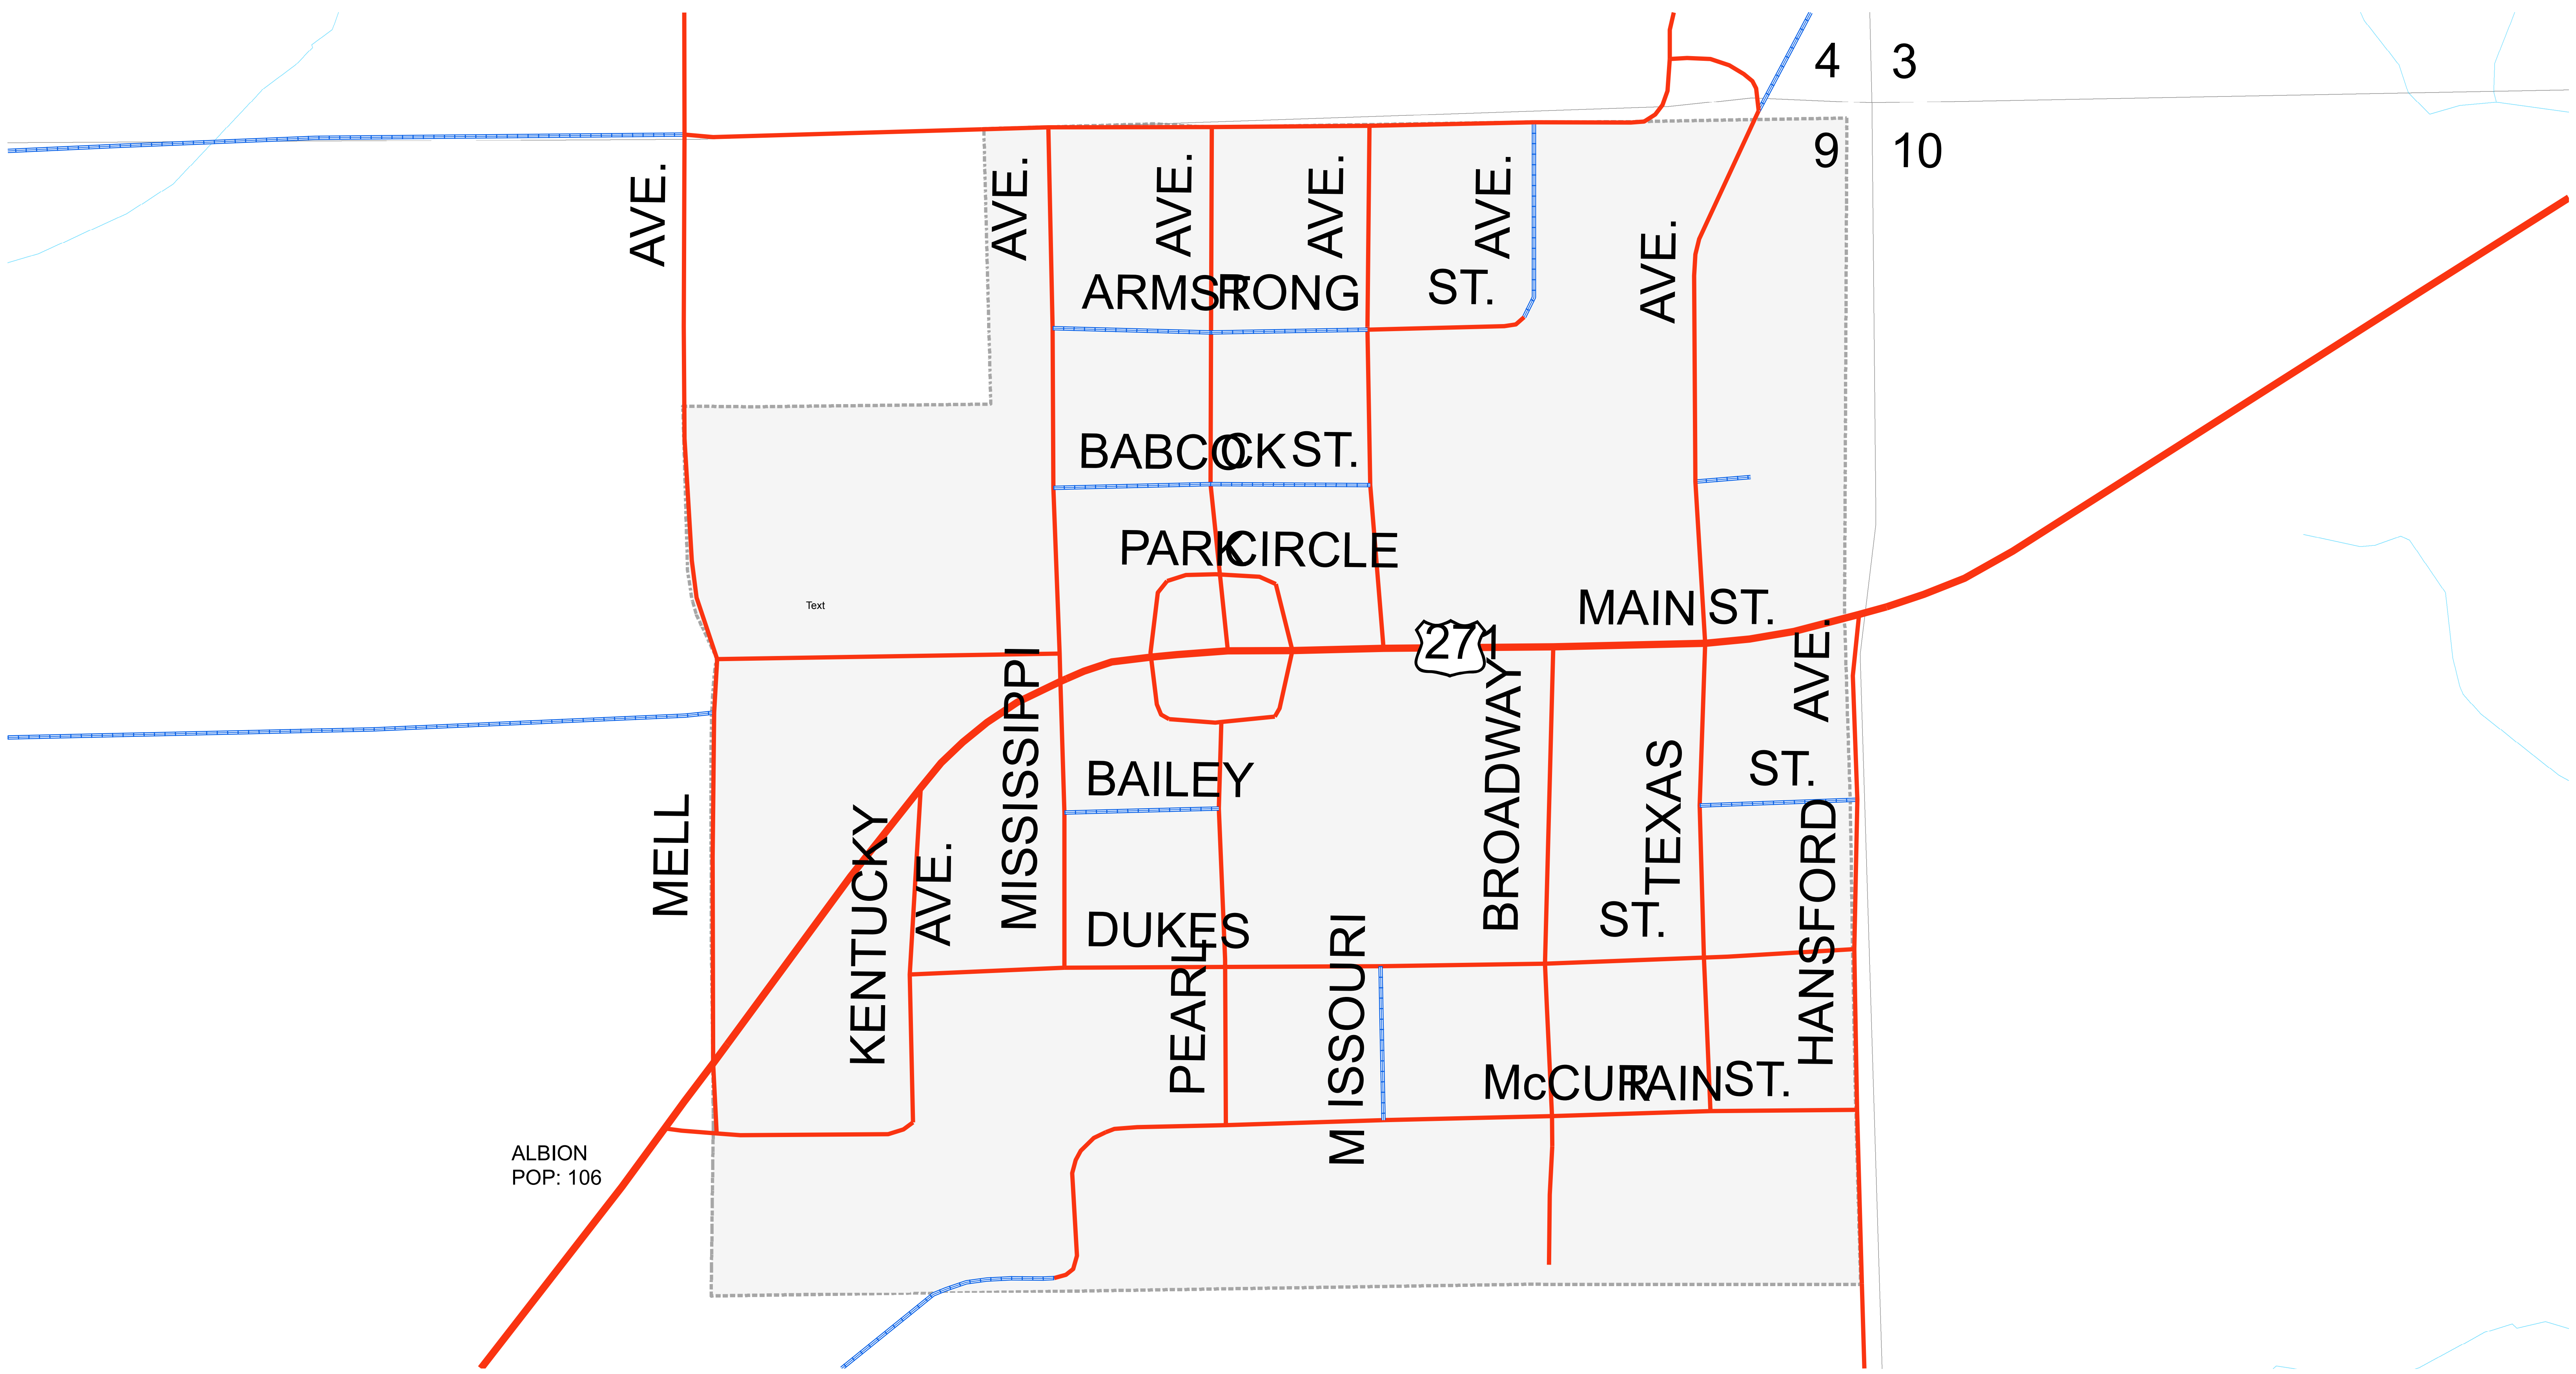 4 3
9 10
AVE.
AVE.
AVE.
AVE.
AVE.
AVE.
ARMSTRONG ST.
BABCOCK ST.
PARK CIRCLE
Text
MAIN ST.
271
AVE.
MISSISSIPPI
BROADWAY
BAILEY ST.
TEXAS
MELL
KENTUCKY AVE.
HANSFORD
DUKES ST.
PEARL
MISSOURI
McCURTAIN ST.
ALBION
POP: 106